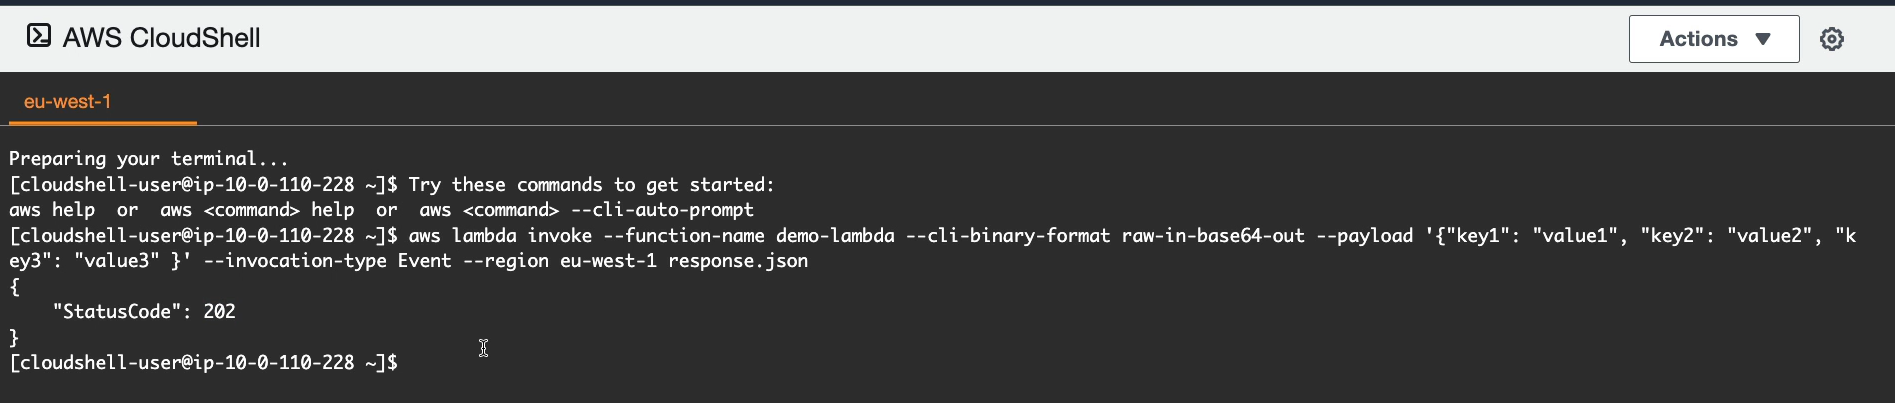 AWS CloudShell
Actions
eu-west-1
Preparing your terminal...
[cloudshell-user@ip-10-0-110-228 ~]$ Try these commands to get started:
aws help  or  aws <command> help  or  aws <command> --cli-auto-prompt
[cloudshell-user@ip-10-0-110-228 ~]$ aws lambda invoke --function-name demo-lambda --cli-binary-format raw-in-base64-out --payload '{"key1": "value1", "key2": "value2", "k
ey3": "value3" }' --invocation-type Event --region eu-west-1 response.json
{
    "StatusCode": 202
}
[cloudshell-user@ip-10-0-110-228 ~]$